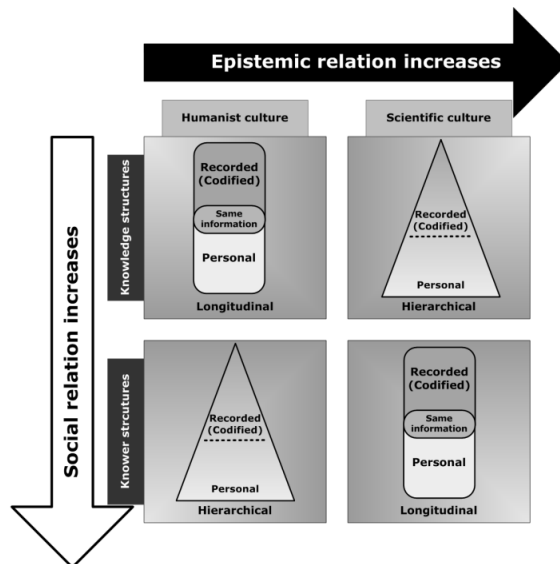 Epistemic relation increases
Humanist culture
Scientific culture
Social relation increases
Knowledge structures
Recorded
(Codified)
Same
information
Personal
Longitudinal
Recorded
(Codified)
Personal
Hierarchical
Knower strcutures
Recorded
(Codified)
Personal
Hierarchical
Recorded
(Codified)
Same
information
Personal
Longitudinal